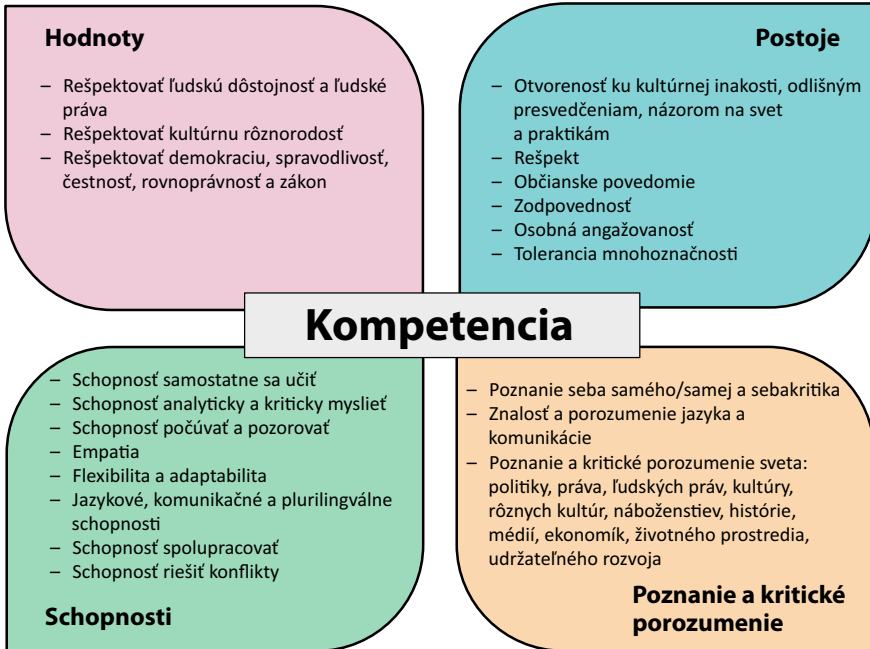 Hodnoty
– Rešpektovať ľudskú dôstojnosť a ľudské
práva
– Rešpektovať kultúrnu rôznorodosť
– Rešpektovať demokraciu, spravodlivosť,
čestnosť, rovnoprávnosť a zákon
Postoje
– Otvorenosť ku kultúrnej inakosti, odlišným
presvedčeniam, názorom na svet
a praktikám
– Rešpekt
– Občianske povedomie
– Zodpovednosť
– Osobná angažovanosť
– Tolerancia mnohoznačnosti
Kompetencia
– Schopnosť samostatne sa učiť
– Schopnosť analyticky a kriticky myslieť
– Schopnosť počúvať a pozorovať
– Empatia
– Flexibilita a adaptabilita
– Jazykové, komunikačné a plurilingválne
schopnosti
– Schopnosť spolupracovať
– Schopnosť riešiť konflikty
Schopnosti
– Poznanie seba samého/samej a sebakritika
– Znalosť a porozumenie jazyka a
komunikácie
– Poznanie a kritické porozumenie sveta:
politiky, práva, ľudských práv, kultúry,
rôznych kultúr, náboženstiev, histórie,
médií, ekonomík, životného prostredia,
udržateľného rozvoja
Poznanie a kritické
porozumenie